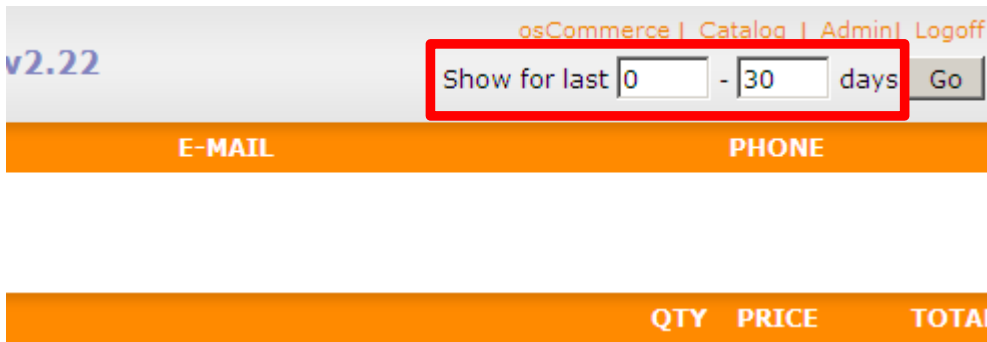 osCommerce | Catalog | Admin| Logoff
v2.22
Show for last 0 - 30 days Go
E-MAIL PHONE
QTY PRICE TOTAL